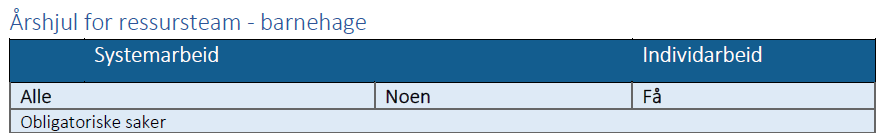 Årshjul for ressursteam - barnehage
Systemarbeid Individarbeid
Alle Noen Få
Obligatoriske saker